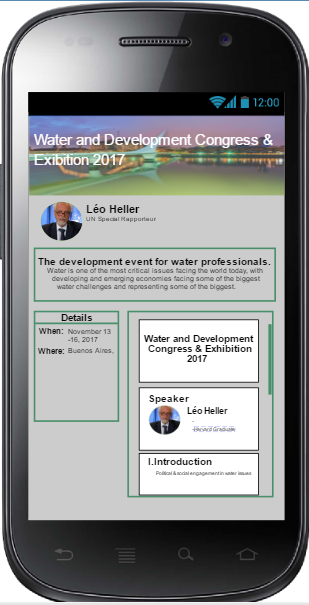 12:00
Water and Development Congress &
Exibition 2017
Léo Heller
UN Special Rapporteur
The development event for water professionals.
Water is one of the most critical issues facing the world today, with
developing and emerging economies facing some of the biggest
water challenges and representing some of the biggest.
Details
When: November 13
-16, 2017
Where: Buenos Aires,
Water and Development
Congress & Exhibition
2017
Speaker
Léo Heller
I.Introduction
Political & social engagement in water issues